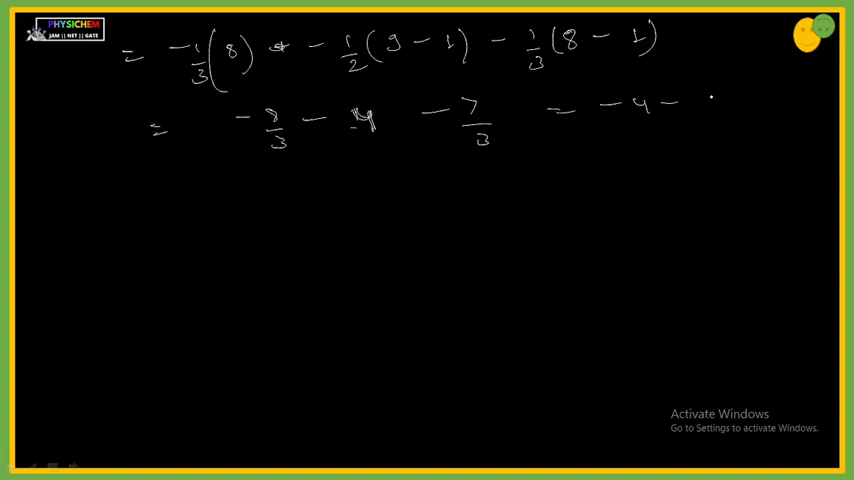 PHYSICHEM
JAM || NET || GATE
= -1/3(8) - 1/2(9 - 1) - 1/3(8 - 1)
= -8/3 - 4 - 7/3 = -4 -
Activate Windows
Go to Settings to activate Windows.